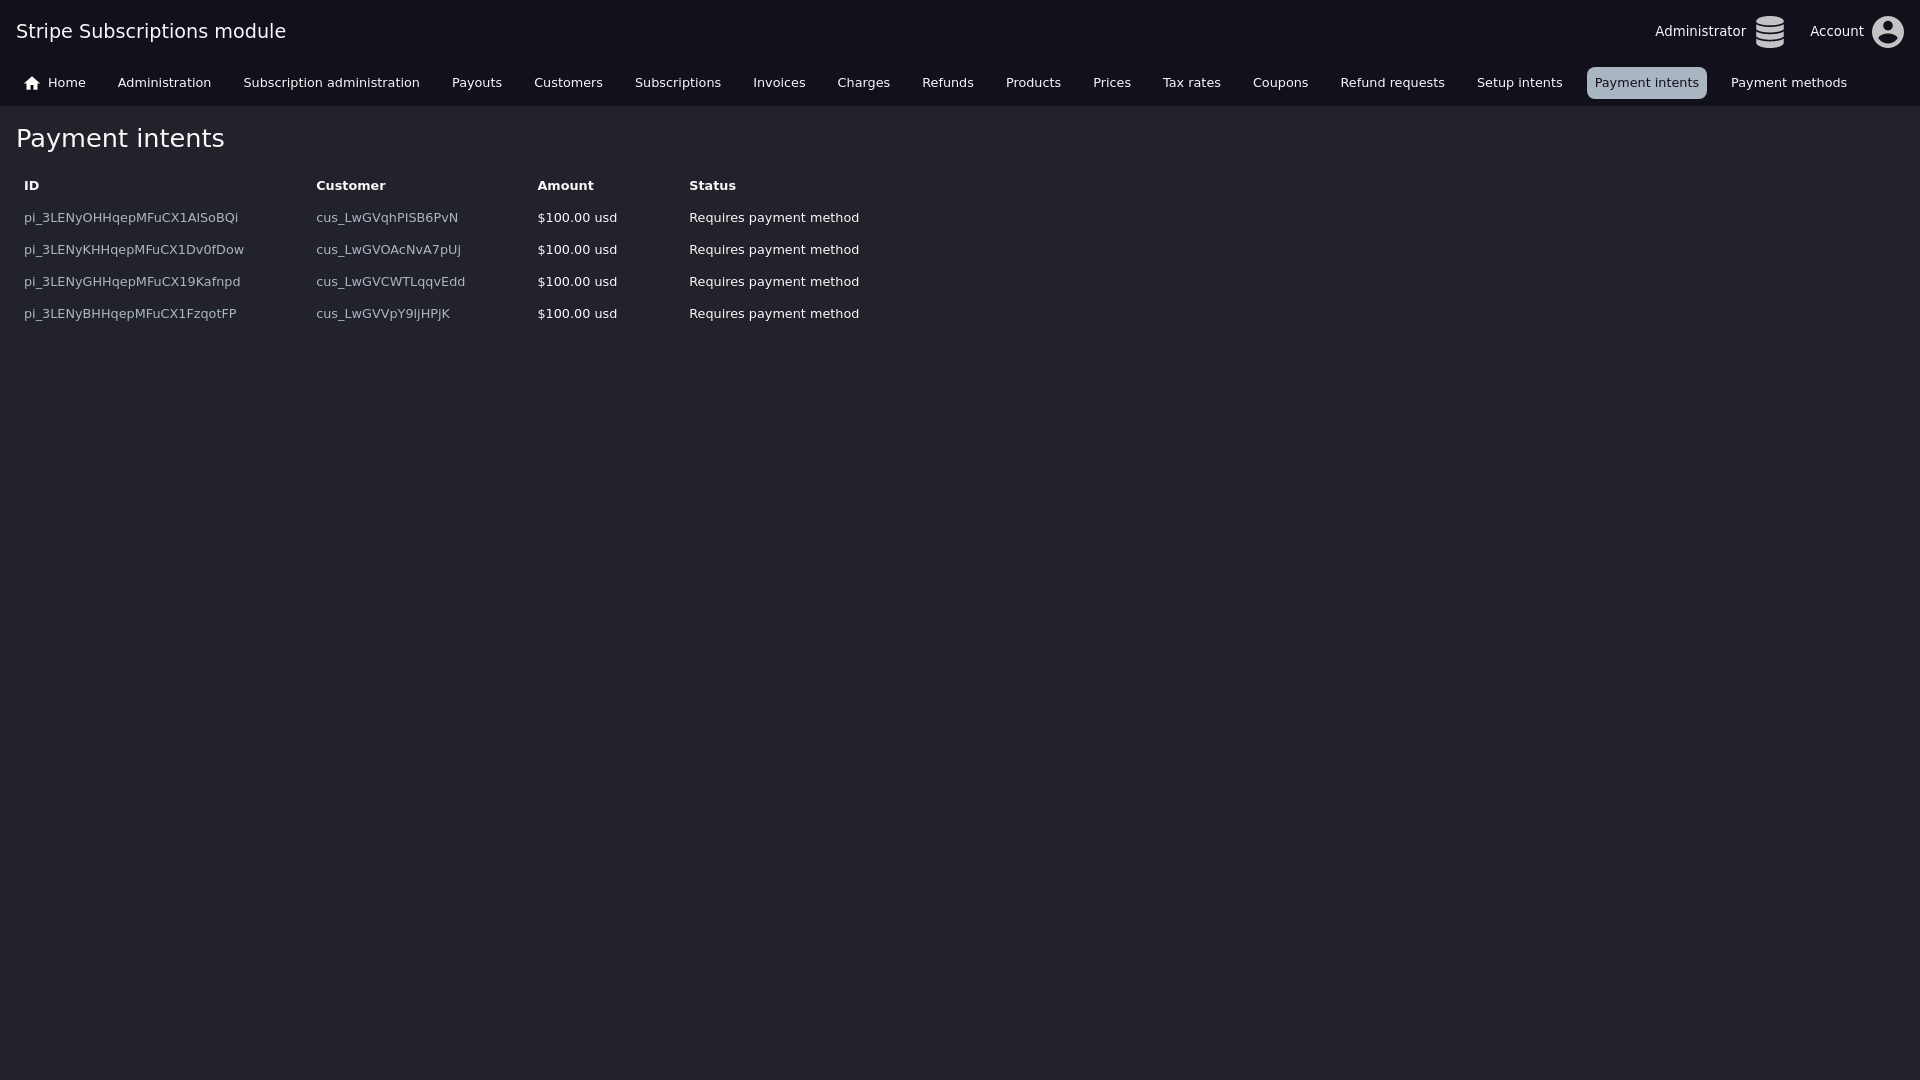 Stripe Subscriptions module
Administrator
Account
Home Administration Subscription administration Payouts Customers Subscriptions Invoices Charges Refunds Products Prices Tax rates Coupons Refund requests Setup intents Payment intents Payment methods
Payment intents
ID Customer Amount Status
pi_3LENyOHHqepMFuCX1AlSoBQi cus_LwGVqhPISB6PvN $100.00 usd Requires payment method
pi_3LENyKHHqepMFuCX1Dv0fDow cus_LwGVOAcNvA7pUj $100.00 usd Requires payment method
pi_3LENyGHHqepMFuCX19Kafnpd cus_LwGVCWTLqqvEdd $100.00 usd Requires payment method
pi_3LENyBHHqepMFuCX1FzqotFP cus_LwGVVpY9ljHPjK $100.00 usd Requires payment method